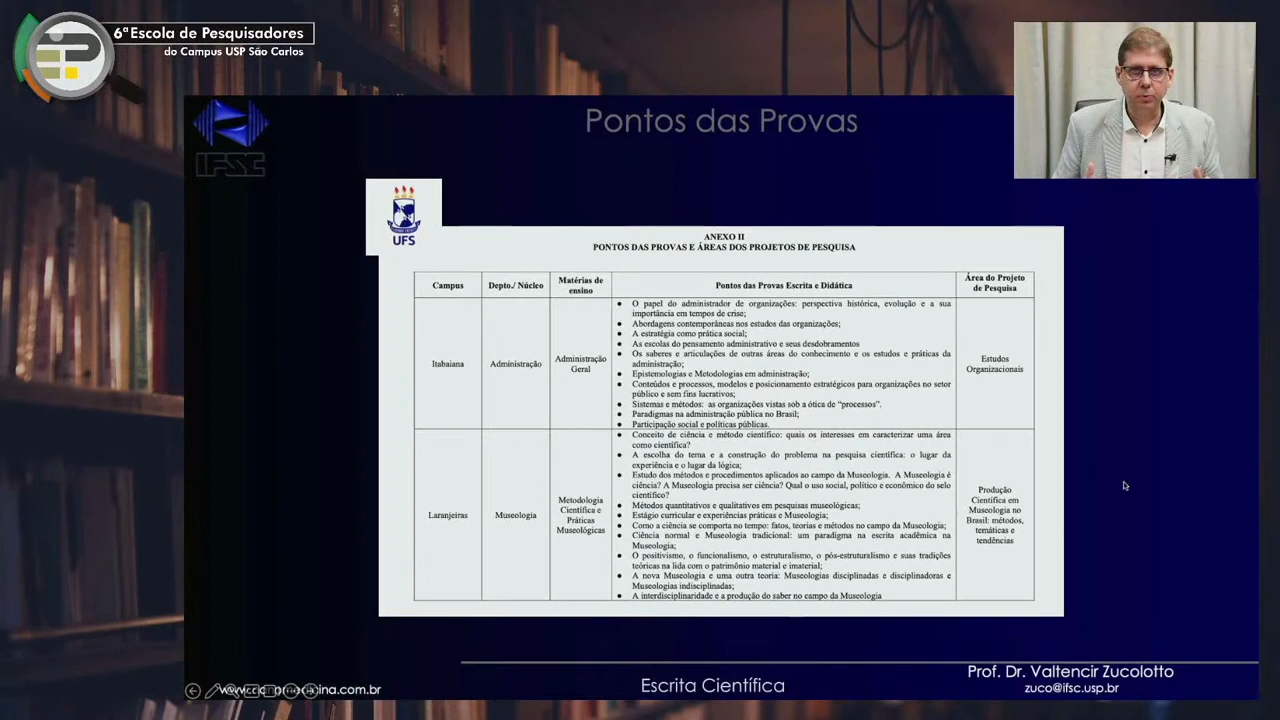 6ª Escola de Pesquisadores
do Campus USP São Carlos
IFSC
Pontos das Provas
UFS
ANEXO II
PONTOS DAS PROVAS E ÁREAS DOS PROJETOS DE PESQUISA
Campus
Depto./ Núcleo
Matérias de
ensino
Pontos das Provas Escrita e Didática
Área do Projeto
de Pesquisa
Itabaiana
Administração
Administração
Geral
● O papel do administrador de organizações: perspectiva histórica, evolução e a sua
importância em tempos de crise;
● Abordagens contemporâneas nos estudos das organizações;
● A estratégia como prática social;
● As escolas do pensamento administrativo e seus desdobramentos
● Os saberes e articulações de outras áreas do conhecimento e os estudos e práticas da
administração;
● Epistemologias e Metodologias em administração;
● Conteúdos e processos, modelos e posicionamento estratégicos para organizações no setor
público e sem fins lucrativos;
● Sistemas e métodos: as organizações vistas sob a ótica de “processos”.
● Paradigmas na administração pública no Brasil;
● Participação social e políticas públicas.
Estudos
Organizacionais
Laranjeiras
Museologia
Metodologia
Científica e
Práticas
Museológicas
● Conceito de ciência e método científico: quais os interesses em caracterizar uma área
como científica?
● A escolha do tema e a construção do problema na pesquisa científica: o lugar da
experiência e o lugar da lógica;
● Estudo dos métodos e procedimentos aplicados ao campo da Museologia. A Museologia é
ciência? A Museologia precisa ser ciência? Qual o uso social, político e econômico do selo
científico?
● Métodos quantitativos e qualitativos em pesquisas museológicas;
● Estágio curricular e experiências práticas e Museologia;
● Como a ciência se comporta no tempo: fatos, teorias e métodos no campo da Museologia;
● Ciência normal e Museologia tradicional: um paradigma na escrita acadêmica na
Museologia;
● O positivismo, o funcionalismo, o estruturalismo, o pós-estruturalismo e suas tradições
teóricas na lida com o patrimônio material e imaterial;
● A nova Museologia e uma outra teoria: Museologias disciplinadas e disciplinadoras e
Museologias indisciplinadas;
● A interdisciplinaridade e a produção do saber no campo da Museologia
Produção
Científica em
Museologia no
Brasil: métodos,
temáticas e
tendências
Prof. Dr. Valtencir Zucolotto
zuco@ifsc.usp.br
Escrita Científica